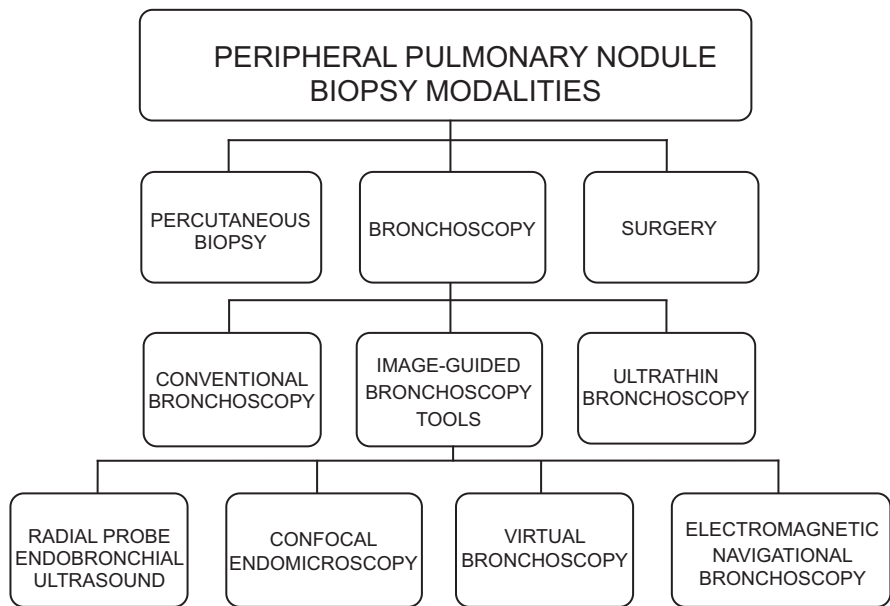 PERIPHERAL PULMONARY NODULE
BIOPSY MODALITIES
PERCUTANEOUS
BIOPSY
BRONCHOSCOPY
SURGERY
CONVENTIONAL
BRONCHOSCOPY
IMAGE-GUIDED
BRONCHOSCOPY
TOOLS
ULTRATHIN
BRONCHOSCOPY
RADIAL PROBE
ENDOBRONCHIAL
ULTRASOUND
CONFOCAL
ENDOMICROSCOPY
VIRTUAL
BRONCHOSCOPY
ELECTROMAGNETIC
NAVIGATIONAL
BRONCHOSCOPY